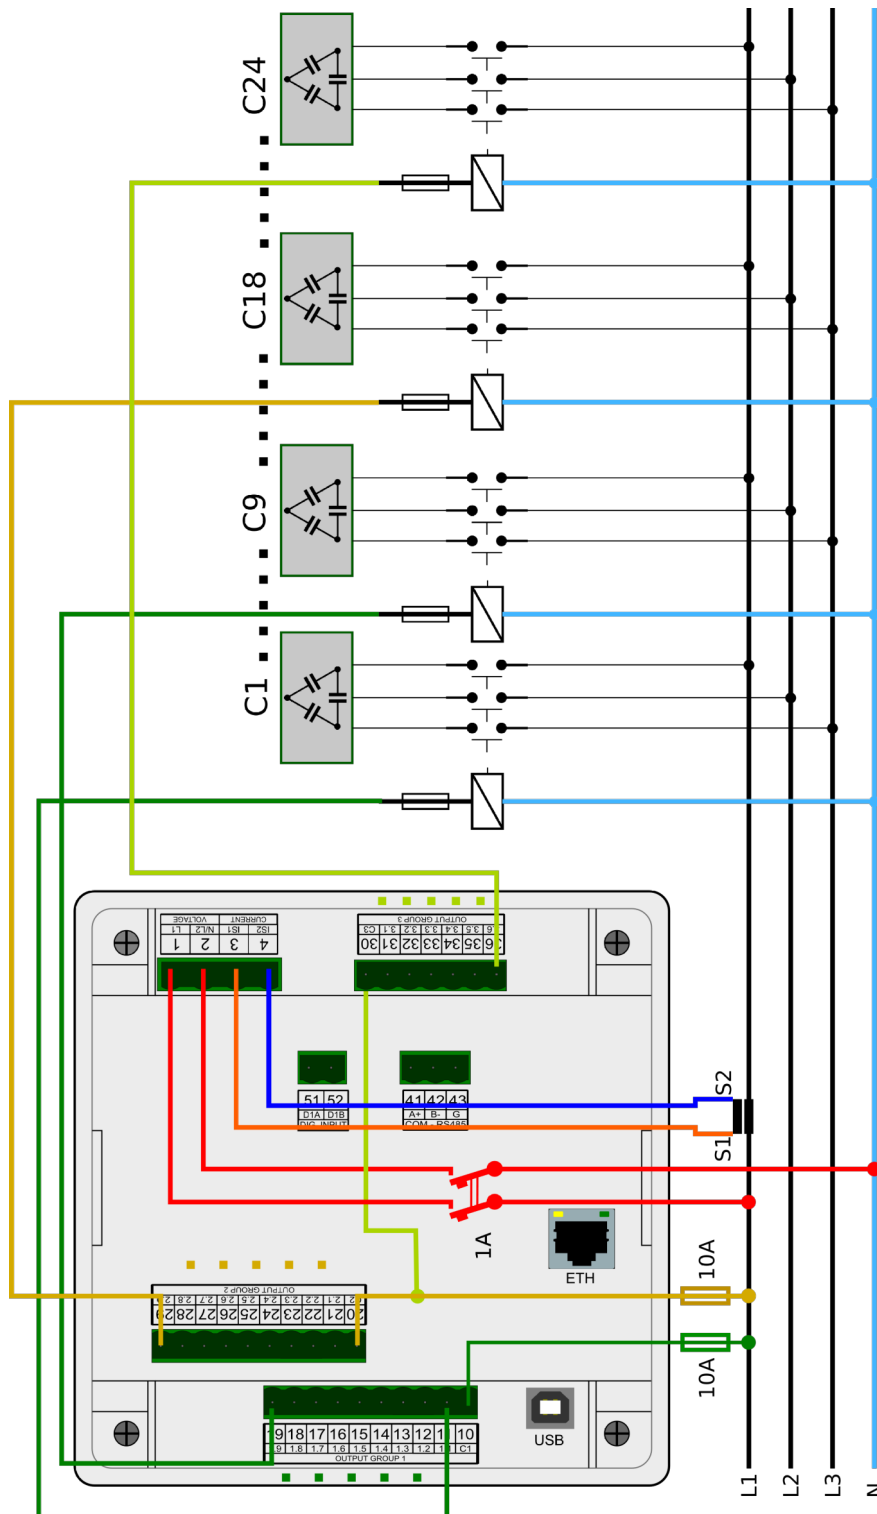 C24
C18
C9
C1
VOLTAGE CURRENT
L1 N/L2 IS1 IS2
1 2 3 4
OUTPUT GROUP 3
C3 3.1 3.2 3.3 3.4 3.5
30 31 32 33 34 35 36
51 52
D1A D1B
DIG. INPUT
41 42 43
A+ B- G
COM - RS485
S2
S1
1A
ETH
10A
10A
OUTPUT GROUP 2
2.8 2.7 2.6 2.5 2.4 2.3 2.2 2.1
29 28 27 26 25 24 23 22 21 20
19 18 17 16 15 14 13 12 11 10
1.8 1.7 1.6 1.5 1.4 1.3 1.2 C1
OUTPUT GROUP 1
USB
L1
L2
L3
N